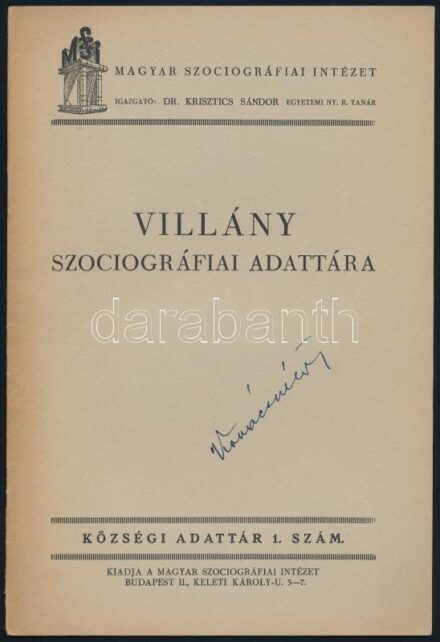 MSzI
MAGYAR SZOCIOGRÁFIAI INTÉZET
IGAZGATÓ: DR. KRISZTICS SÁNDOR EGYETEMI NY. R. TANÁR
VILLÁNY
SZOCIOGRÁFIAI ADATTÁRA
darabanth
KÖZSÉGI ADATTÁR 1. SZÁM.
KIADJA A MAGYAR SZOCIOGRÁFIAI INTÉZET
BUDAPEST II., KELETI KÁROLY-U. 5—7.